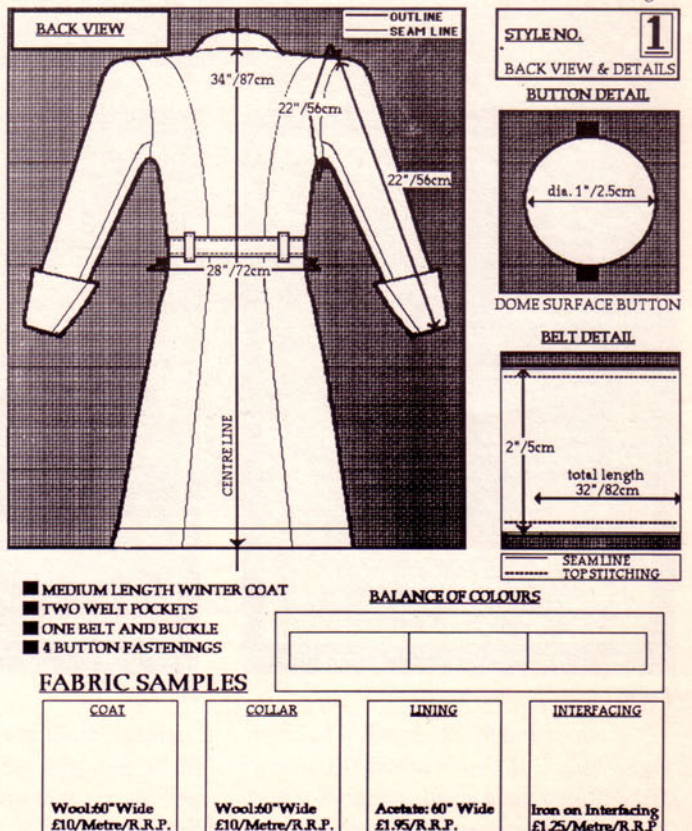 BACK VIEW
OUTLINE
SEAM LINE
34"/87cm
22"/56cm
22"/56cm
28"/72cm
CENTRE LINE
STYLE NO. 1
BACK VIEW & DETAILS
BUTTON DETAIL
dia. 1"/2.5cm
DOME SURFACE BUTTON
BELT DETAIL
2"/5cm
total length
32"/82cm
SEAMLINE
TOPSTITCHING
MEDIUM LENGTH WINTER COAT
TWO WELT POCKETS
ONE BELT AND BUCKLE
4 BUTTON FASTENINGS
BALANCE OF COLOURS
FABRIC SAMPLES
COAT
Wool:60" Wide
£10/Metre/R.R.P.
COLLAR
Wool:60" Wide
£10/Metre/R.R.P.
LINING
Acetate: 60" Wide
£1.95/R.R.P.
INTERFACING
Iron on Interfacing
£1.25/Metre/R.R.P